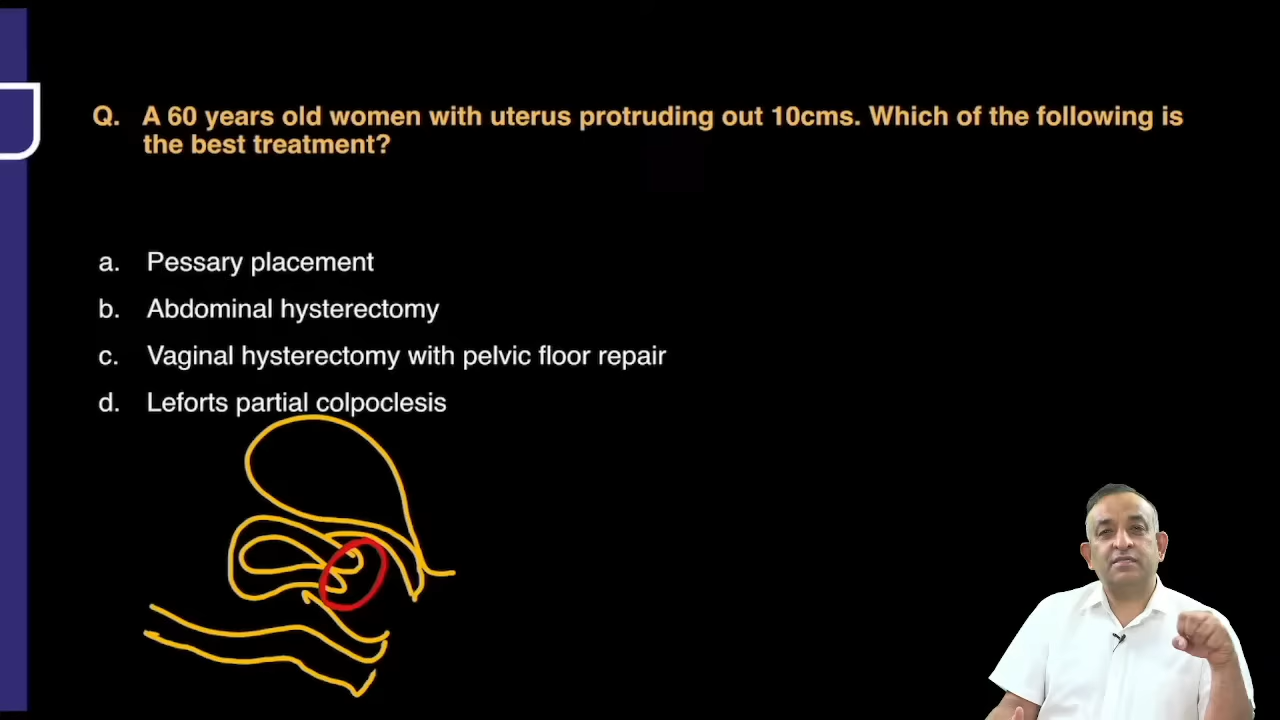 Q. A 60 years old women with uterus protruding out 10cms. Which of the following is
the best treatment?
a. Pessary placement
b. Abdominal hysterectomy
c. Vaginal hysterectomy with pelvic floor repair
d. Leforts partial colpoclesis